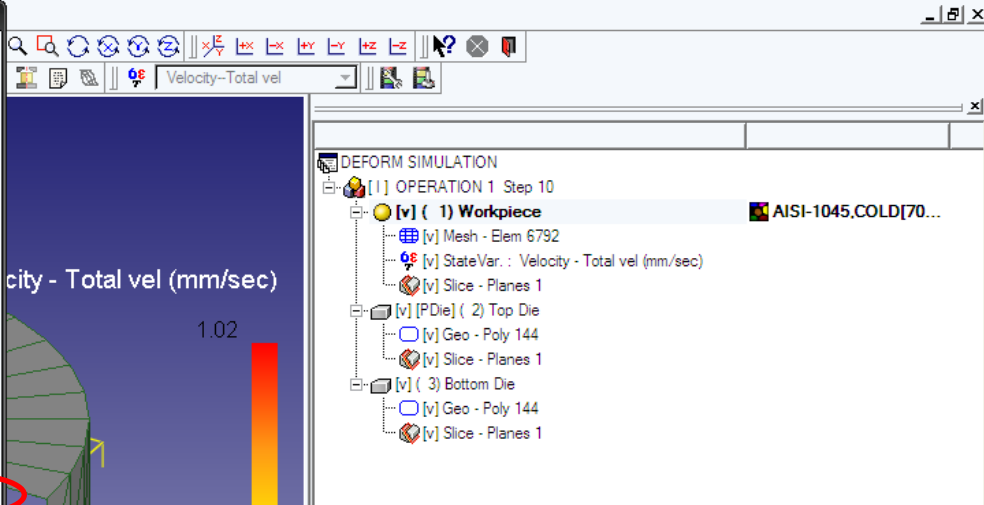 +X -X +Y -Y +Z -Z
Velocity--Total vel
DEFORM SIMULATION
[I] OPERATION 1 Step 10
[v] ( 1) Workpiece AISI-1045,COLD[70...
[v] Mesh - Elem 6792
[v] StateVar. : Velocity - Total vel (mm/sec)
[v] Slice - Planes 1
[v] [PDie] ( 2) Top Die
[v] Geo - Poly 144
[v] Slice - Planes 1
[v] ( 3) Bottom Die
[v] Geo - Poly 144
[v] Slice - Planes 1
city - Total vel (mm/sec)
1.02